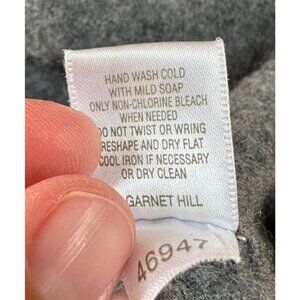 HAND WASH COLD
WITH MILD SOAP
ONLY NON-CHLORINE BLEACH
WHEN NEEDED
DO NOT TWIST OR WRING
RESHAPE AND DRY FLAT
COOL IRON IF NECESSARY
OR DRY CLEAN
GARNET HILL
46947